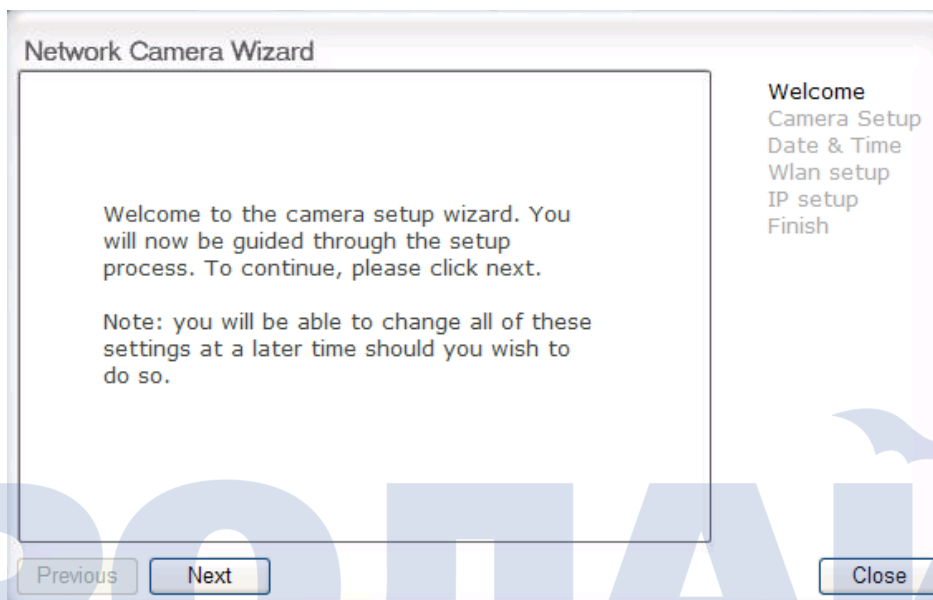 Network Camera Wizard
Welcome to the camera setup wizard. You
will now be guided through the setup
process. To continue, please click next.
Note: you will be able to change all of these
settings at a later time should you wish to
do so.
Welcome
Camera Setup
Date & Time
Wlan setup
IP setup
Finish
Previous
Next
Close